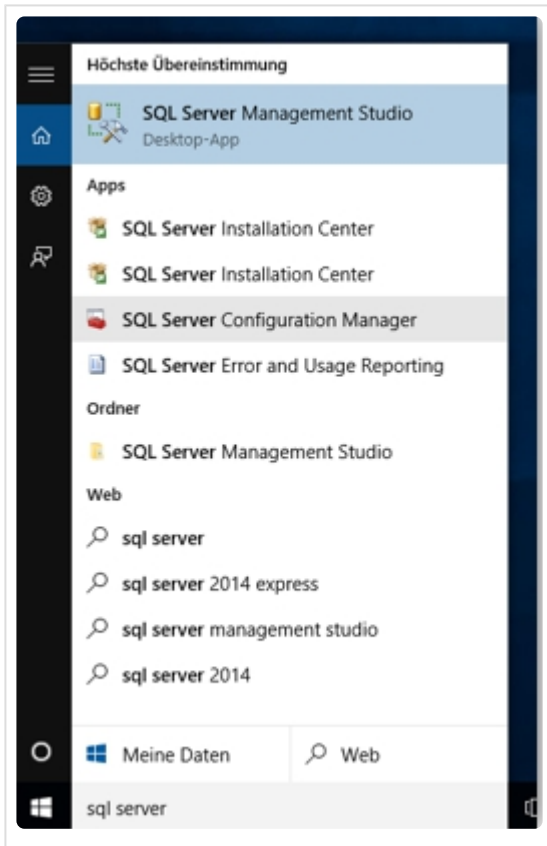 Höchste Übereinstimmung
SQL Server Management Studio
Desktop-App
Apps
SQL Server Installation Center
SQL Server Installation Center
SQL Server Configuration Manager
SQL Server Error and Usage Reporting
Ordner
SQL Server Management Studio
Web
sql server
sql server 2014 express
sql server management studio
sql server 2014
Meine Daten
Web
sql server